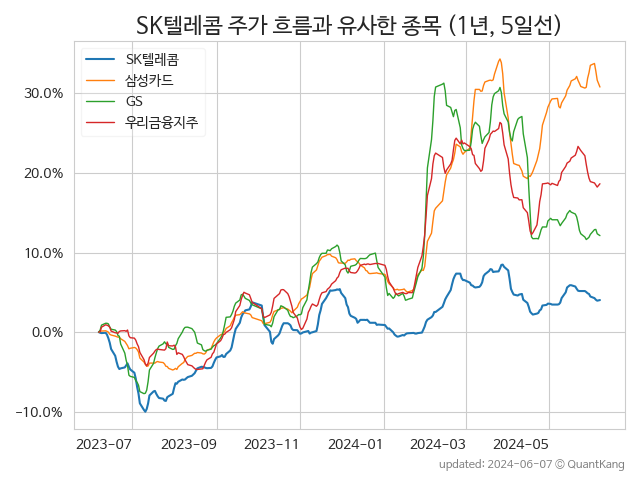 SK텔레콤 주가 흐름과 유사한 종목 (1년, 5일선)
SK텔레콤
삼성카드
GS
우리금융지주
30.0%
20.0%
10.0%
0.0%
−10.0%
2023-07
2023-09
2023-11
2024-01
2024-03
2024-05
updated: 2024-06-07 © QuantKang